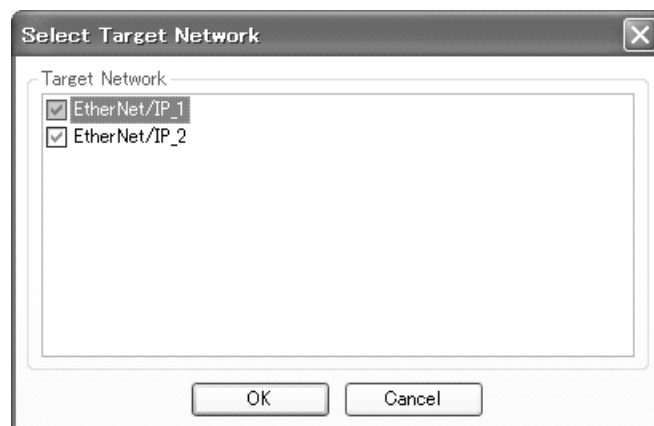 Select Target Network
Target Network
EtherNet/IP_1
EtherNet/IP_2
OK
Cancel